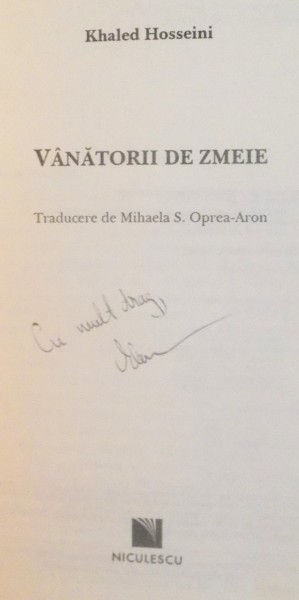 Khaled Hosseini
VÂNĂTORII DE ZMEIE
Traducere de Mihaela S. Oprea-Aron
Cu mult drag,
NICULESCU